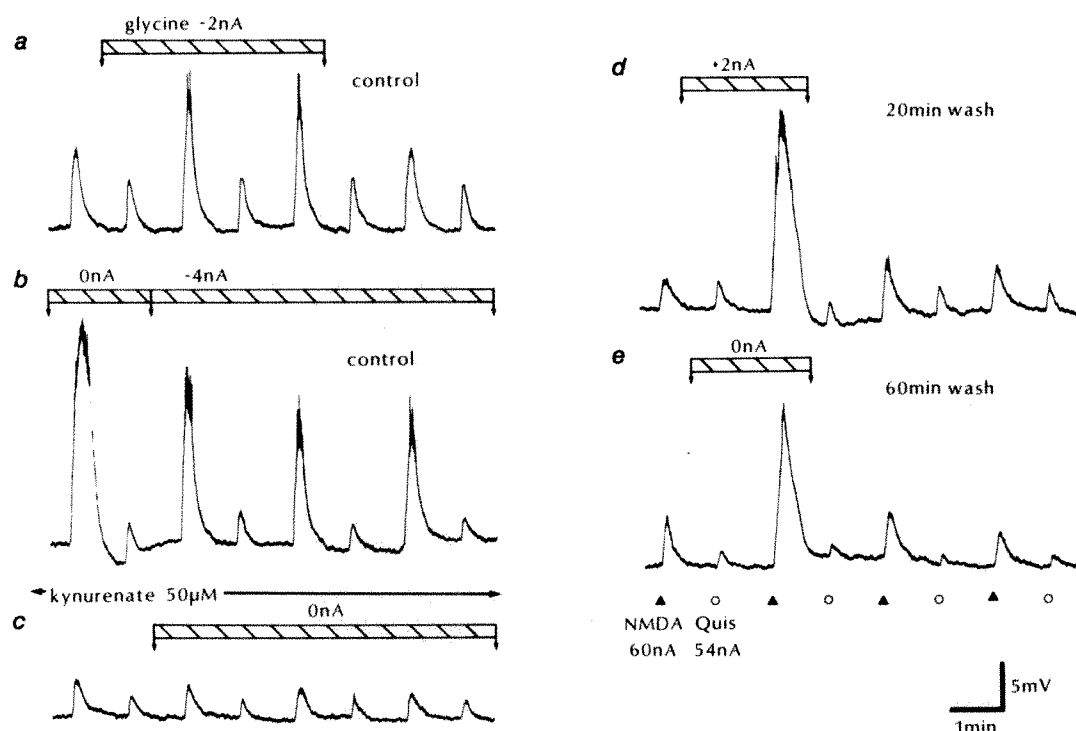 a
glycine -2nA
control
b
0nA
-4nA
control
kynurenate 50μM
c
0nA
d
+2nA
20min wash
e
0nA
60min wash
NMDA Quis
60nA 54nA
5mV
1min